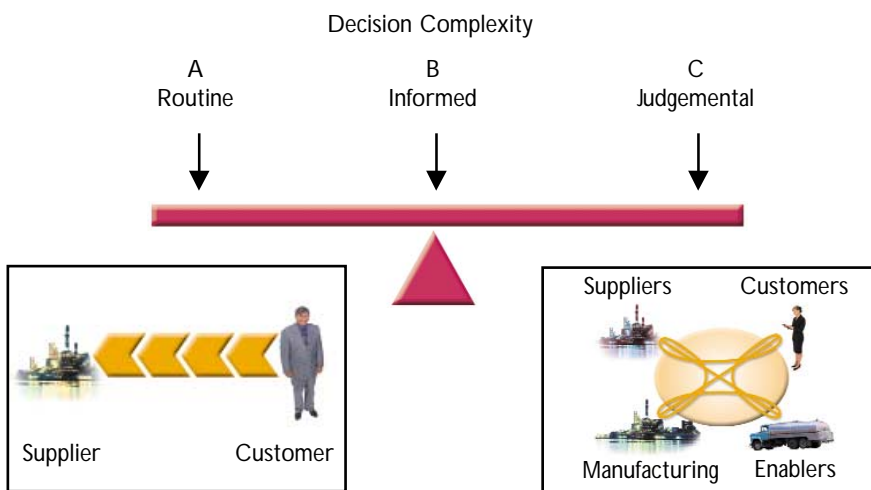 Decision Complexity
A
Routine
B
Informed
C
Judgemental
Supplier
Customer
Suppliers
Customers
Manufacturing
Enablers